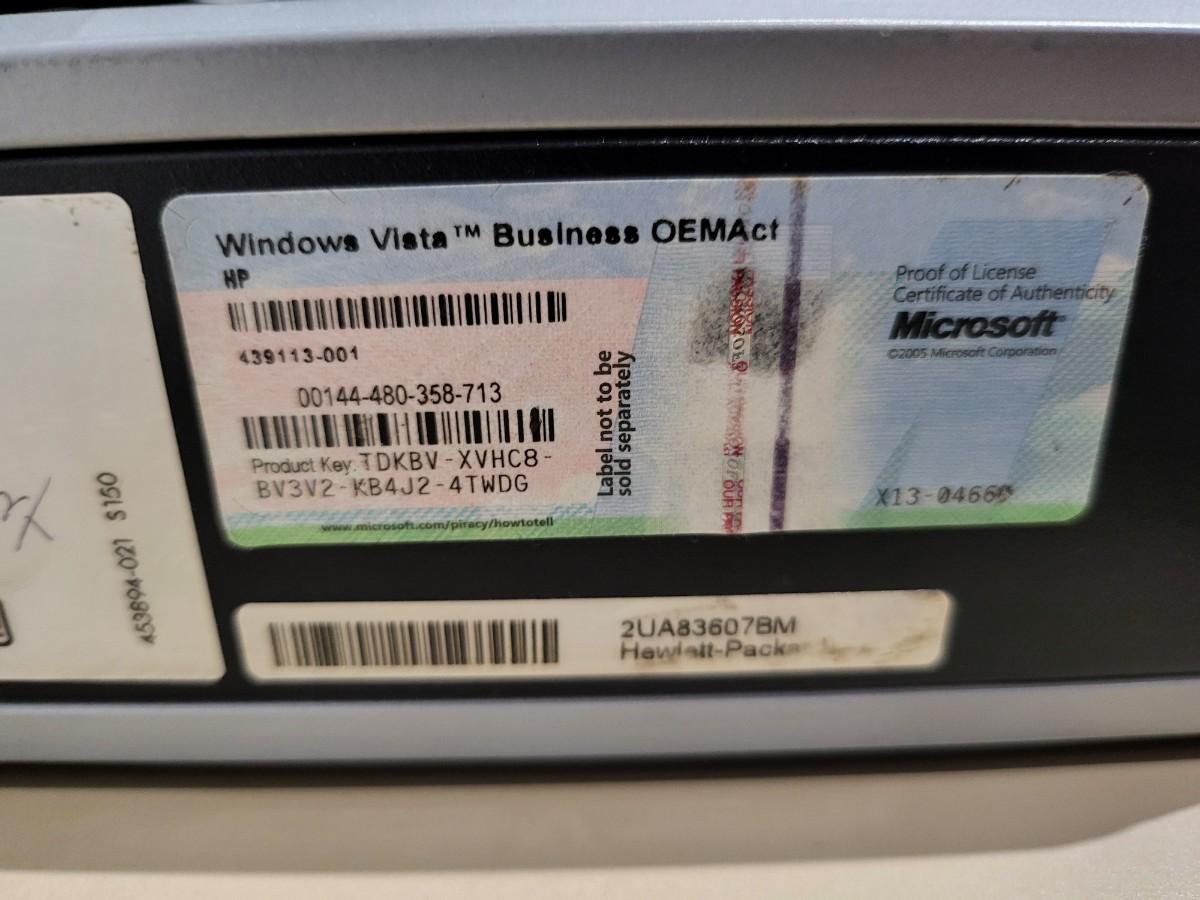 Windows Vista™ Business OEMAct
HP
439113-001
00144-480-358-713
Product Key: TDKBV-XVHC8-
BV3V2-KB4J2-4TWDG
www.microsoft.com/piracy/howtotell
Label not to be
sold separately
Proof of License
Certificate of Authenticity
Microsoft
©2005 Microsoft Corporation
453894-021 S150
2UA83607BM